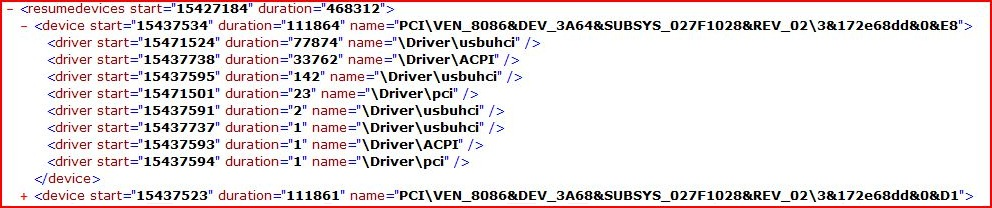 - <resumedevices start="15427184" duration="468312">
- <device start="15437534" duration="111864" name="PCI\VEN_8086&DEV_3A64&SUBSYS_027F1028&REV_02\3&172e68dd&0&E8">
<driver start="15471524" duration="77874" name="\Driver\usbuhci" />
<driver start="15437738" duration="33762" name="\Driver\ACPI" />
<driver start="15437595" duration="142" name="\Driver\usbuhci" />
<driver start="15471501" duration="23" name="\Driver\pci" />
<driver start="15437591" duration="2" name="\Driver\usbuhci" />
<driver start="15437737" duration="1" name="\Driver\usbuhci" />
<driver start="15437593" duration="1" name="\Driver\ACPI" />
<driver start="15437594" duration="1" name="\Driver\pci" />
</device>
+ <device start="15437523" duration="111861" name="PCI\VEN_8086&DEV_3A68&SUBSYS_027F1028&REV_02\3&172e68dd&0&D1">